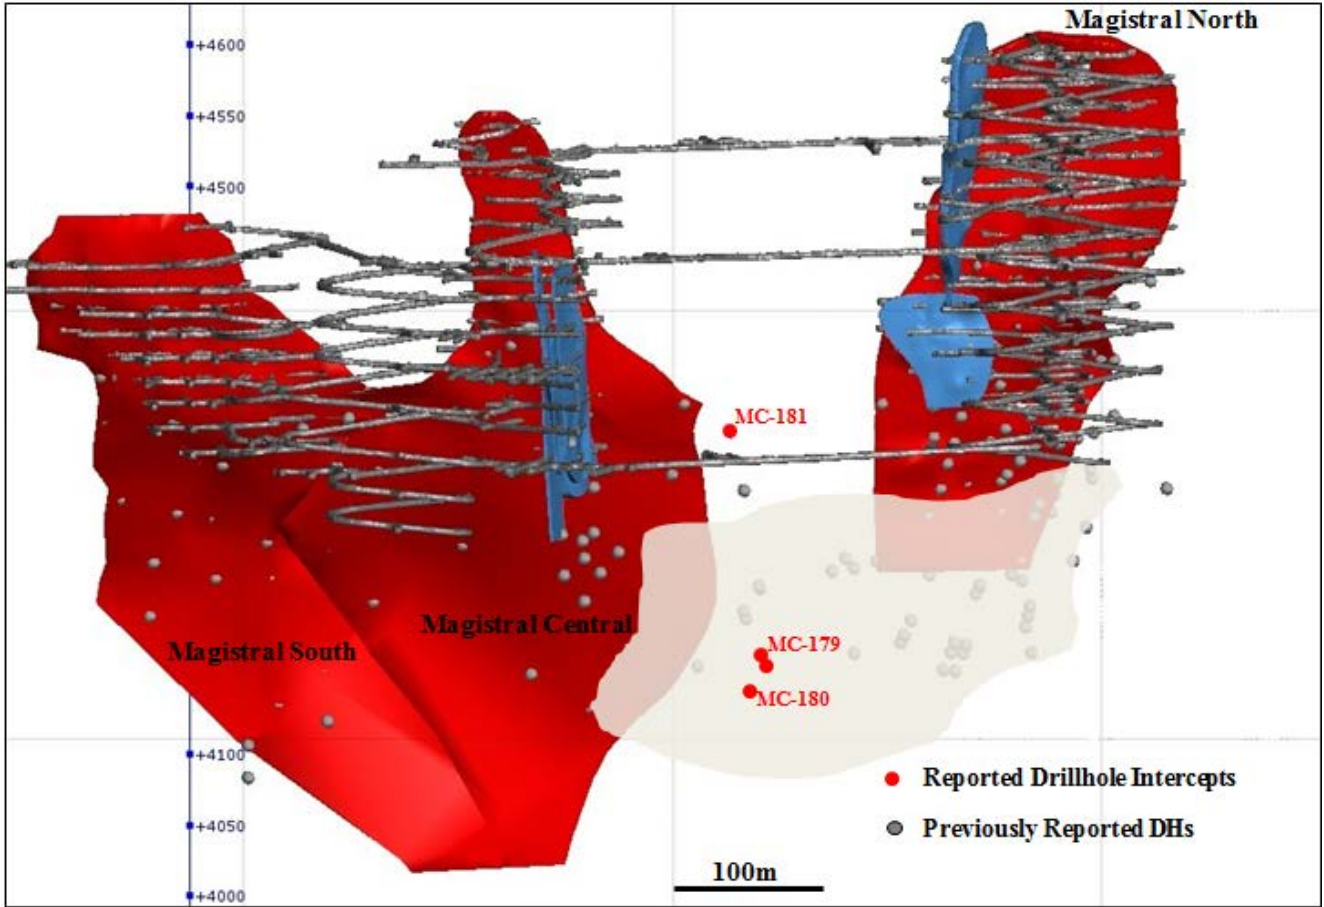 Magistral North
+4600
+4550
+4500
MC-181
Magistral Central
Magistral South
MC-179
MC-180
+4100
Reported Drillhole Intercepts
+4050
Previously Reported DHs
100m
+4000